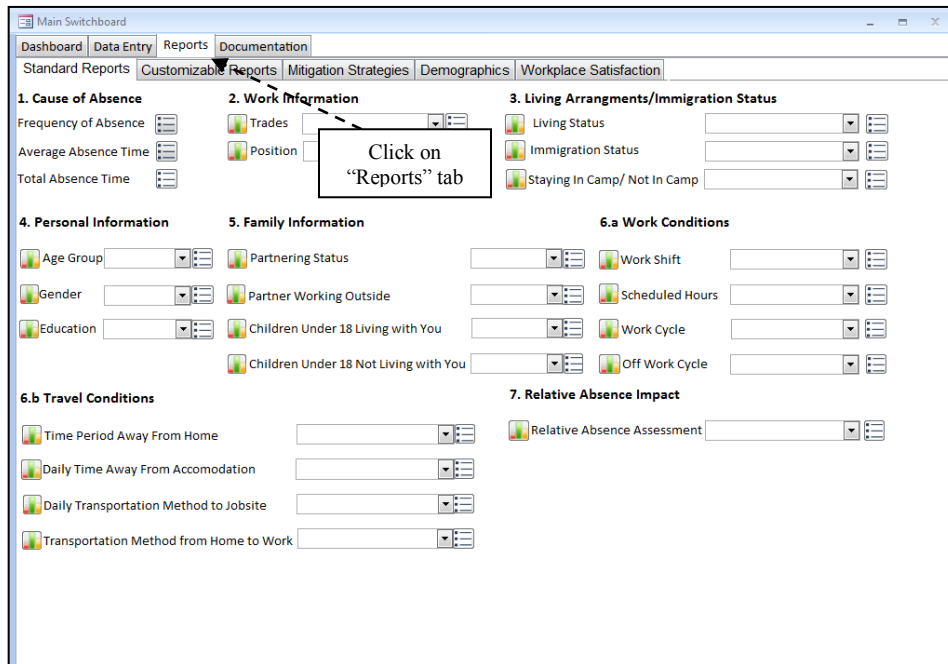 Main Switchboard
Dashboard Data Entry Reports Documentation
Standard Reports Customizable Reports Mitigation Strategies Demographics Workplace Satisfaction
1. Cause of Absence
Frequency of Absence
Average Absence Time
Total Absence Time
2. Work Information
Trades
Position
Click on
“Reports” tab
3. Living Arrangments/Immigration Status
Living Status
Immigration Status
Staying In Camp/ Not In Camp
4. Personal Information
Age Group
Gender
Education
5. Family Information
Partnering Status
Partner Working Outside
Children Under 18 Living with You
Children Under 18 Not Living with You
6.a Work Conditions
Work Shift
Scheduled Hours
Work Cycle
Off Work Cycle
6.b Travel Conditions
Time Period Away From Home
Daily Time Away From Accomodation
Daily Transportation Method to Jobsite
Transportation Method from Home to Work
7. Relative Absence Impact
Relative Absence Assessment